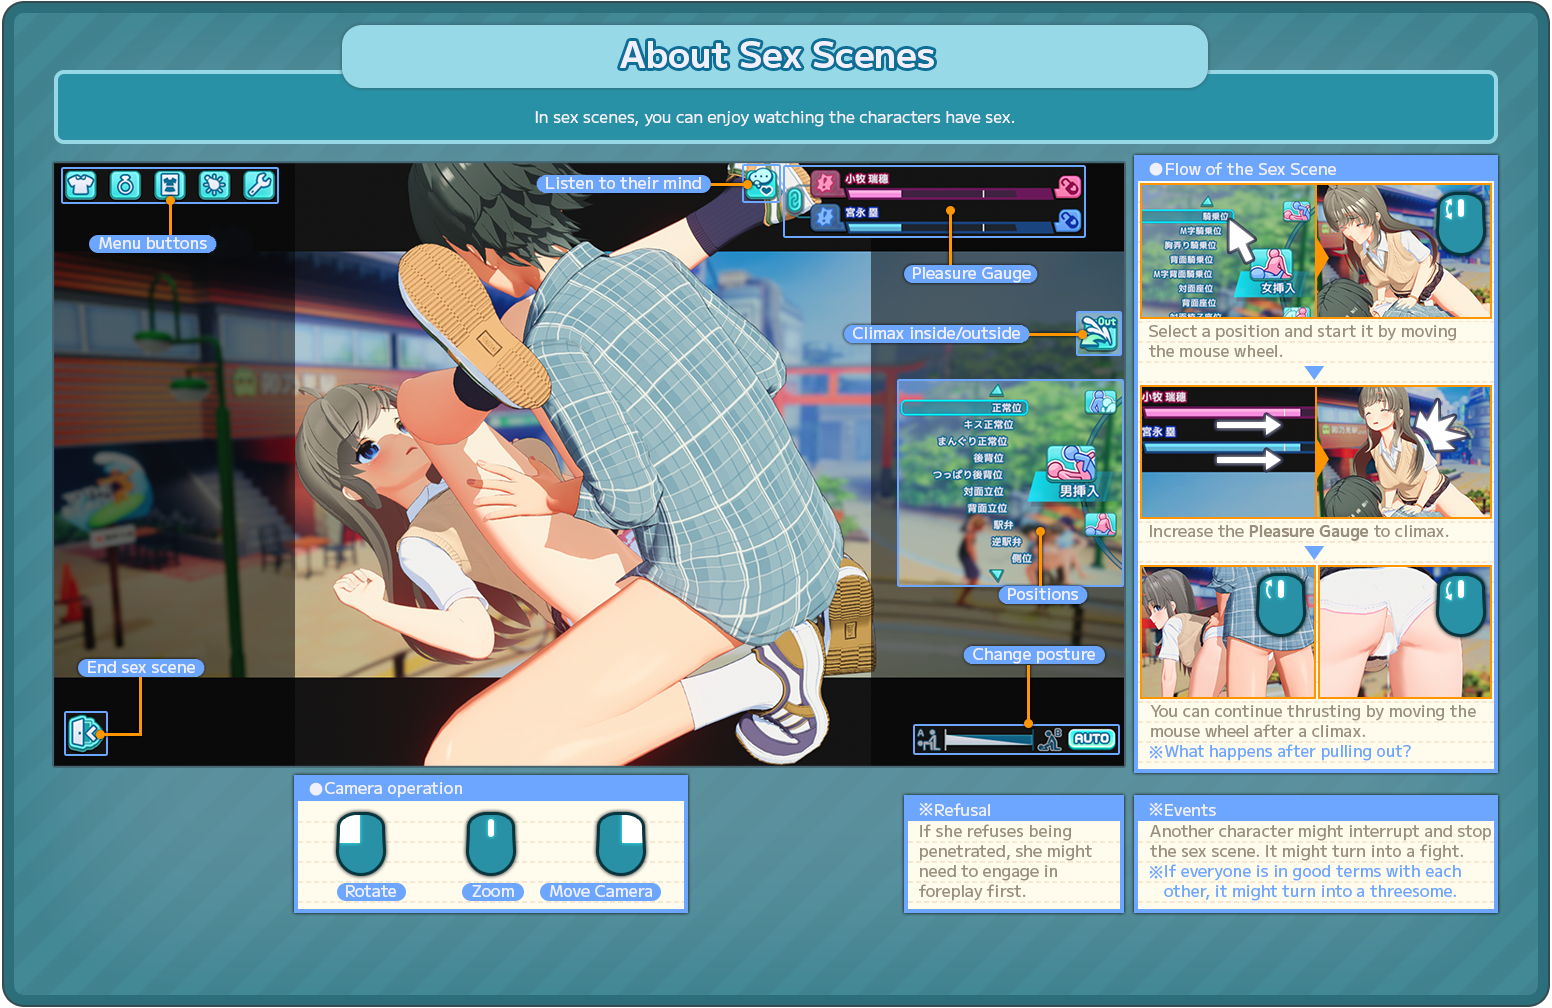 About Sex Scenes
In sex scenes, you can enjoy watching the characters have sex.
Listen to their mind
小牧 瑞穂
宮永 塁
Menu buttons
Pleasure Gauge
Climax inside/outside
Out
正常位
キス正常位
まんぐり正常位
後背位
つっぱり後背位
対面立位
背面立位
駅弁
逆駅弁
側位
男挿入
Positions
End sex scene
Change posture
A
B
AUTO
●Flow of the Sex Scene
騎乗位
M字騎乗位
胸弄り騎乗位
背面騎乗位
M字背面騎乗位
対面座位
背面座位
女挿入
Select a position and start it by moving
the mouse wheel.
小牧 瑞穂
宮永 塁
Increase the Pleasure Gauge to climax.
You can continue thrusting by moving the
mouse wheel after a climax.
※What happens after pulling out?
●Camera operation
Rotate
Zoom
Move Camera
※Refusal
If she refuses being
penetrated, she might
need to engage in
foreplay first.
※Events
Another character might interrupt and stop
the sex scene. It might turn into a fight.
※If everyone is in good terms with each
other, it might turn into a threesome.